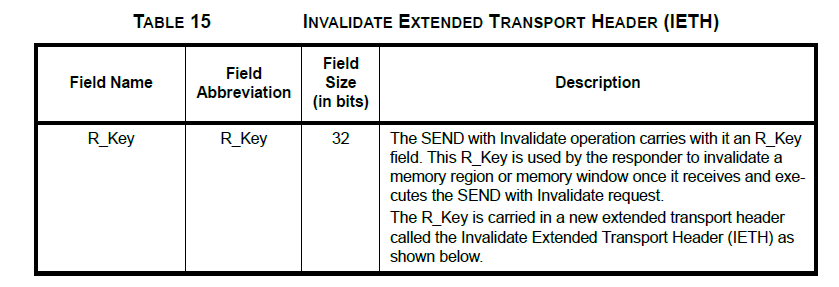 TABLE 15 INVALIDATE EXTENDED TRANSPORT HEADER (IETH)
Field Name Field Abbreviation Field Size (in bits) Description
R_Key R_Key 32 The SEND with Invalidate operation carries with it an R_Key
field. This R_Key is used by the responder to invalidate a
memory region or memory window once it receives and exe-
cutes the SEND with Invalidate request.
The R_Key is carried in a new extended transport header
called the Invalidate Extended Transport Header (IETH) as
shown below.